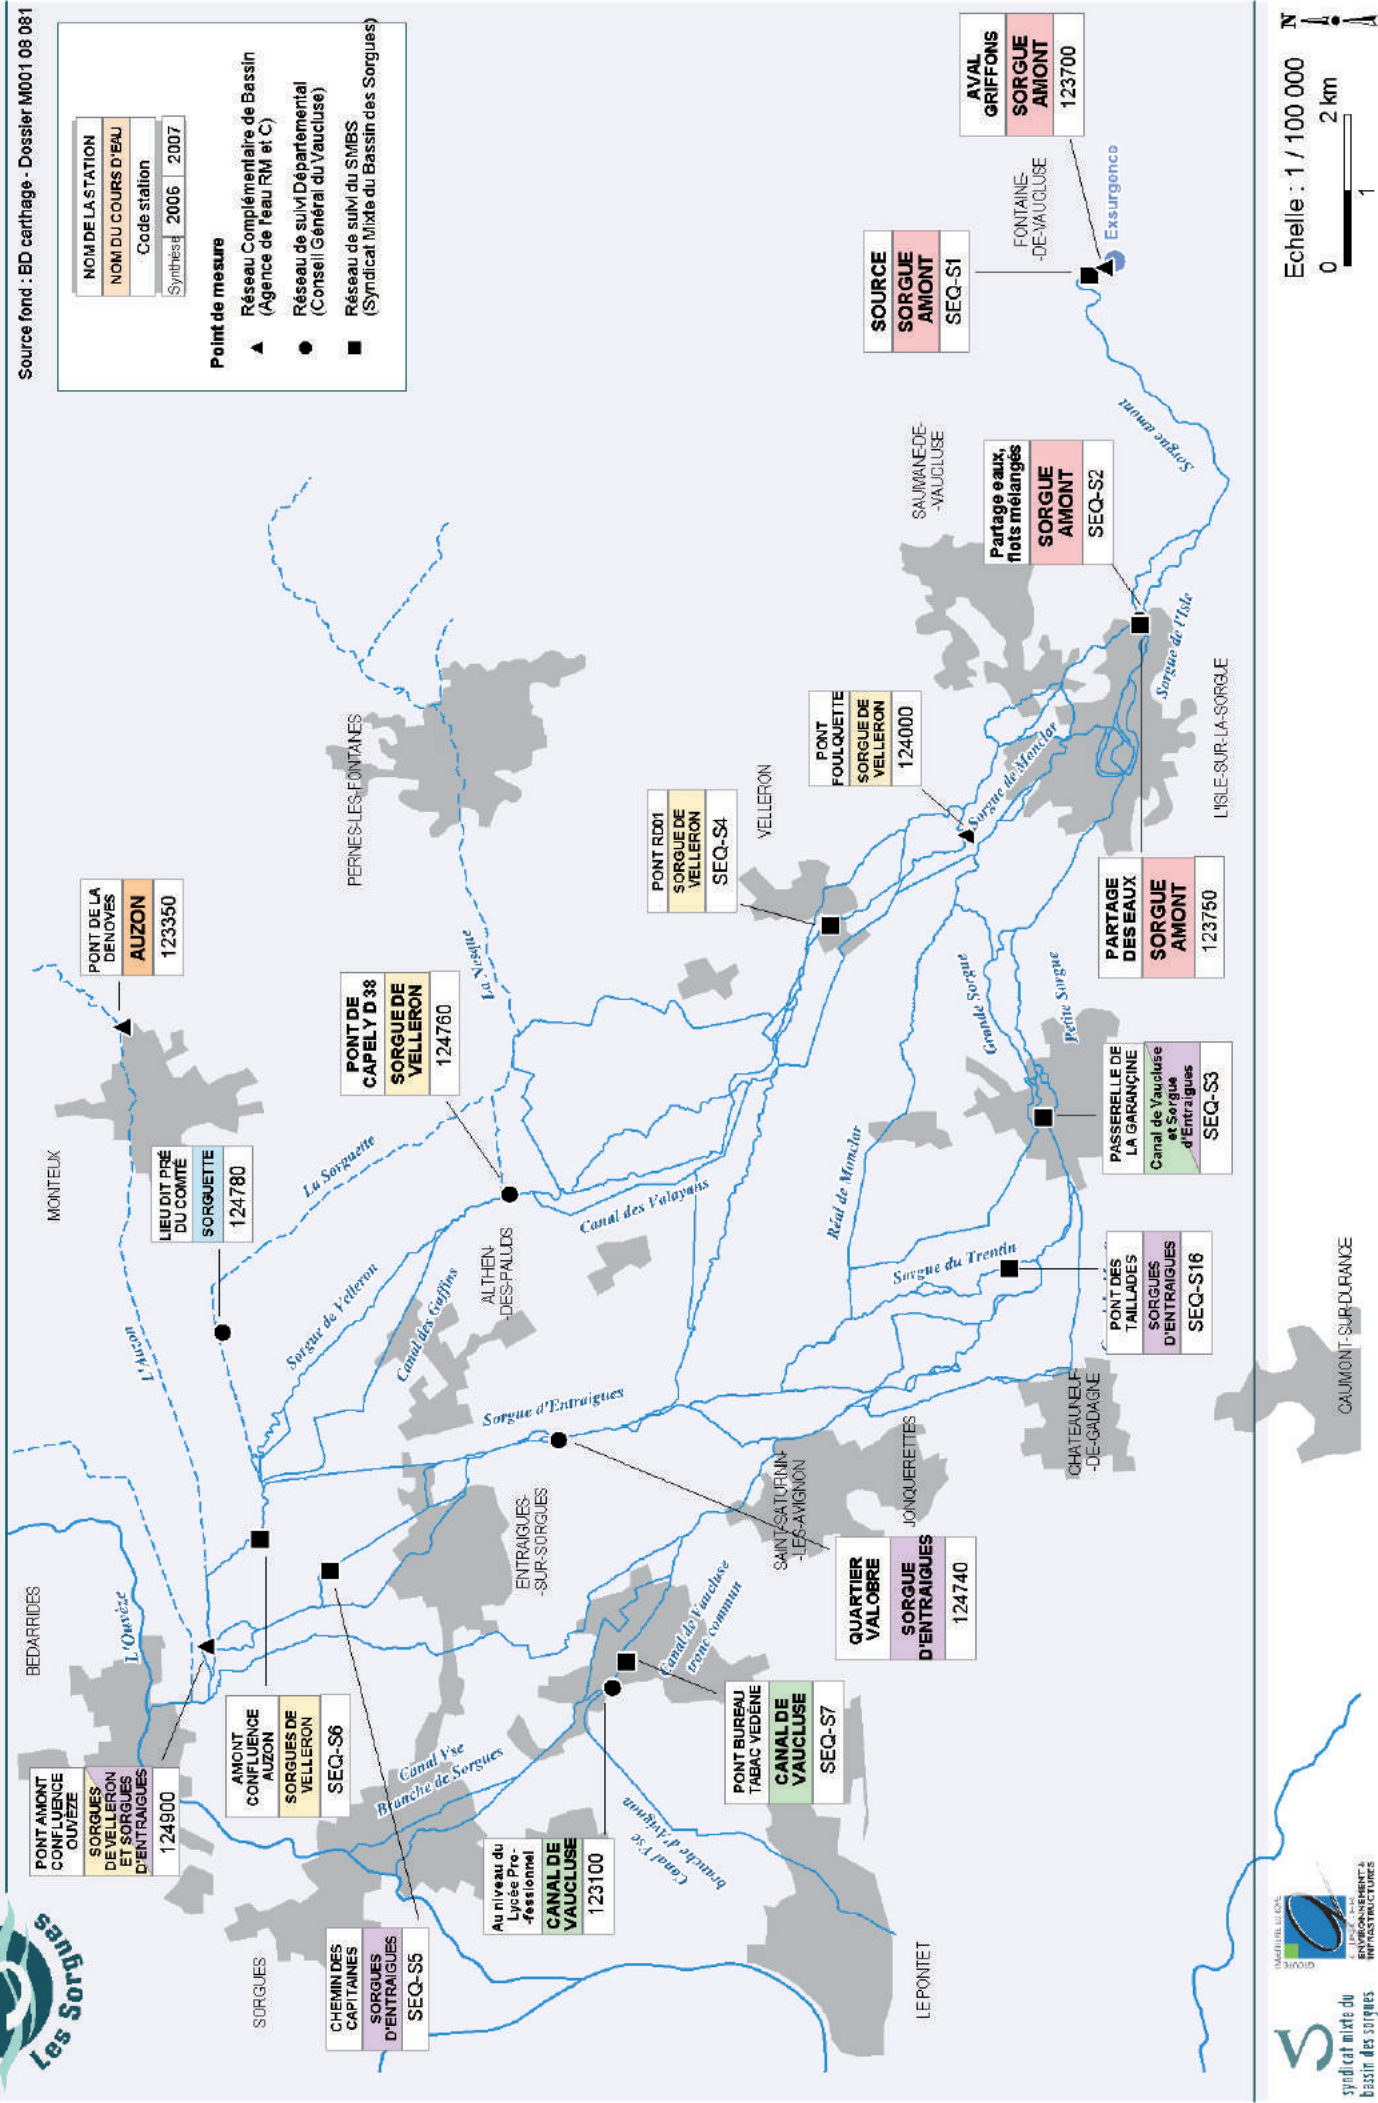 Les Sorgues
Source fond : BD carthage - Dossier M001 08 081
NOM DE LA STATION
NOM DU COURS D'EAU
Code station
Synthèse 2006 2007
Point de mesure
Réseau Complémentaire de Bassin
(Agence de l'eau RM et C)
Réseau de suivi Départemental
(Conseil Général du Vaucluse)
Réseau de suivi du SMBS
(Syndicat Mixte du Bassin des Sorgues)
BEDARRIDES
MONTEUX
L'Ouvèze
L'Auzon
PONT AMONT
CONFLUENCE
OUVÈZE
SORGUES
DE VELLERON
ET SORGUES
D'ENTRAIGUES
124900
PONT DE LA
DENOVES
AUZON
123350
LIEU DIT PRÉ
DU COMTÉ
SORGUETTE
124780
AMONT
CONFLUENCE
AUZON
SORGUES DE
VELLERON
SEQ-S6
SORGUES
CHEMIN DES
CAPITAINES
SORGUES
D'ENTRAIGUES
SEQ-S5
La Sorguette
Sorgue de Velleron
Canal des Gaffins
PERNES-LES-FONTAINES
PONT DE
CAPELY D 38
SORGUE DE
VELLERON
124760
La Nesque
ALTHEN-
-DES-PALUDS
Canal Vse
Branche de Sorgues
Sorgue d'Entraigues
ENTRAIGUES-
-SUR-SORGUES
Au niveau du
Lycée Pro-
-fessionnel
CANAL DE
VAUCLUSE
123100
Canal des Valayans
Canal Vse
branche d'Avignon
Canal de Vaucluse
tronc commun
PONT RD01
SORGUE DE
VELLERON
SEQ-S4
VELLERON
PONT BUREAU
TABAC VEDÈNE
CANAL DE
VAUCLUSE
SEQ-S7
SAINT-SATURNIN-
-LES-AVIGNON
PONT
FOULQUETTE
SORGUE DE
VELLERON
124000
QUARTIER
VALOBRE
SORGUE
D'ENTRAIGUES
124740
Réal de Monclar
JONQUERETTES
LE PONTET
Sorgue du Trentin
Sorgue de Monclar
Grande Sorgue
Petite Sorgue
SOURCE
SORGUE
AMONT
SEQ-S1
SAUMANE-DE-
-VAUCLUSE
AVAL
GRIFFONS
SORGUE
AMONT
123700
FONTAINE-
-DE-VAUCLUSE
Exsurgence
Partage eaux,
flots mélangés
SORGUE
AMONT
SEQ-S2
Sorgue amont
Sorgue de l'Isle
L'ISLE-SUR-LA-SORGUE
PARTAGE
DES EAUX
SORGUE
AMONT
123750
PASSERELLE DE
LA GARANÇINE
Canal de Vaucluse
et Sorgue
d'Entraigues
SEQ-S3
PONT DES
TAILLADES
SORGUES
D'ENTRAIGUES
SEQ-S16
CHATEAUNEUF-
-DE-GADAGNE
CAUMONT-SUR-DURANCE
syndicat mixte du
bassin des sorgues
ENVIRONNEMENT &
INFRASTRUCTURES
Echelle : 1 / 100 000
0 1 2 km
N